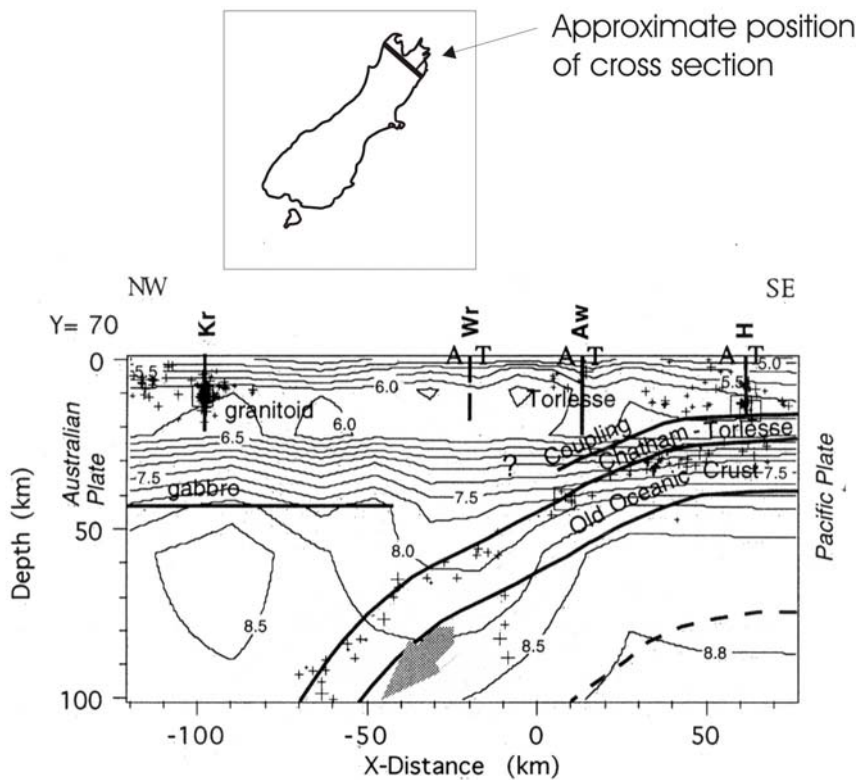 Approximate position
of cross section
NW
SE
Y= 70
Kr
Wr
Aw
H
A T
A T
A T
0
50
100
Depth (km)
Australian
Plate
Pacific Plate
5.5
6.0
5.5
5.0
granitoid
6.0
Torlesse
6.5
Coupling
Chatham - Torlesse
?
7.5
7.5
Crust
7.5
gabbro
Old Oceanic
8.0
8.5
8.5
8.8
-100
-50
0
50
X-Distance (km)